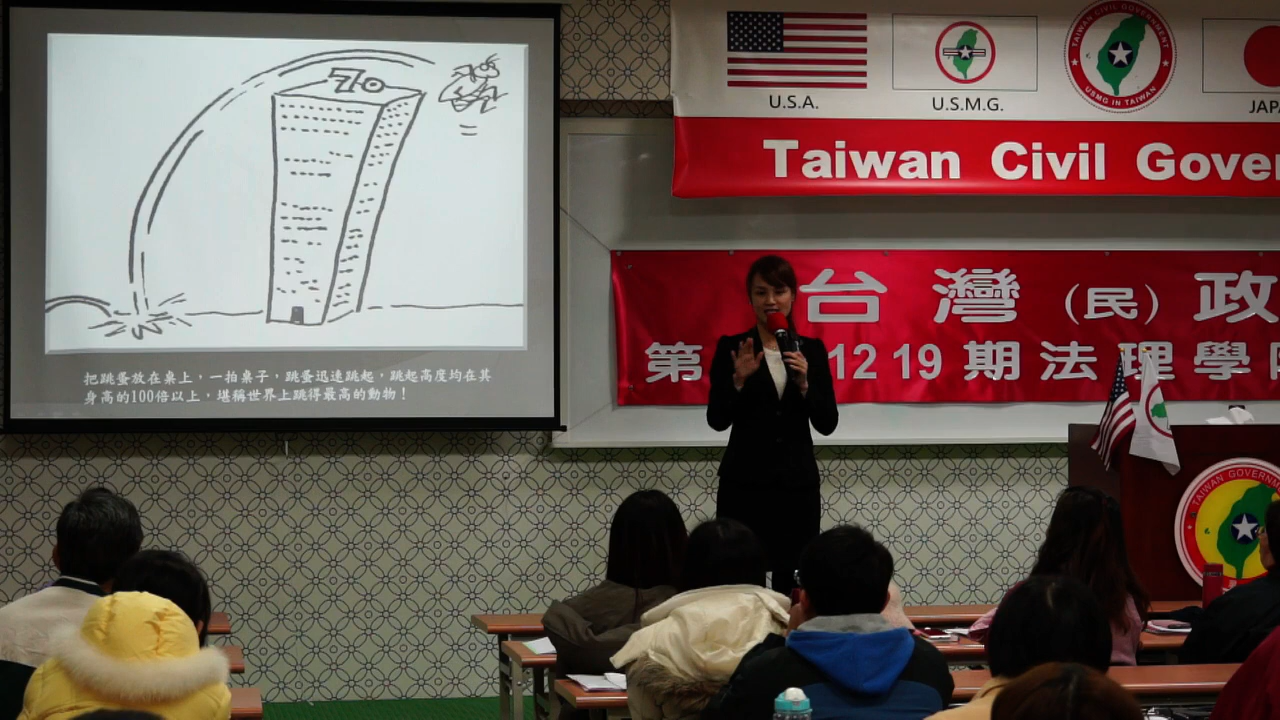 70
把跳蚤放在桌上，一拍桌子，跳蚤迅速跳起，跳起高度均在其
身高的100倍以上，堪稱世界上跳得最高的動物！
U.S.A.
U.S.M.G.
TAIWAN CIVIL GOVERNMENT
USMG IN TAIWAN
JAPA
Taiwan Civil Gover
台灣(民)政
第 12 19 期法理學
TAIWAN GOVERNM